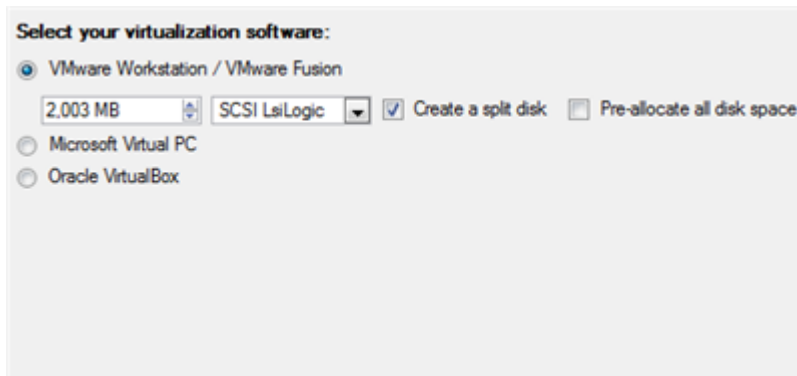 Select your virtualization software:
VMware Workstation / VMware Fusion
2,003 MB SCSI LsiLogic Create a split disk Pre-allocate all disk space
Microsoft Virtual PC
Oracle VirtualBox